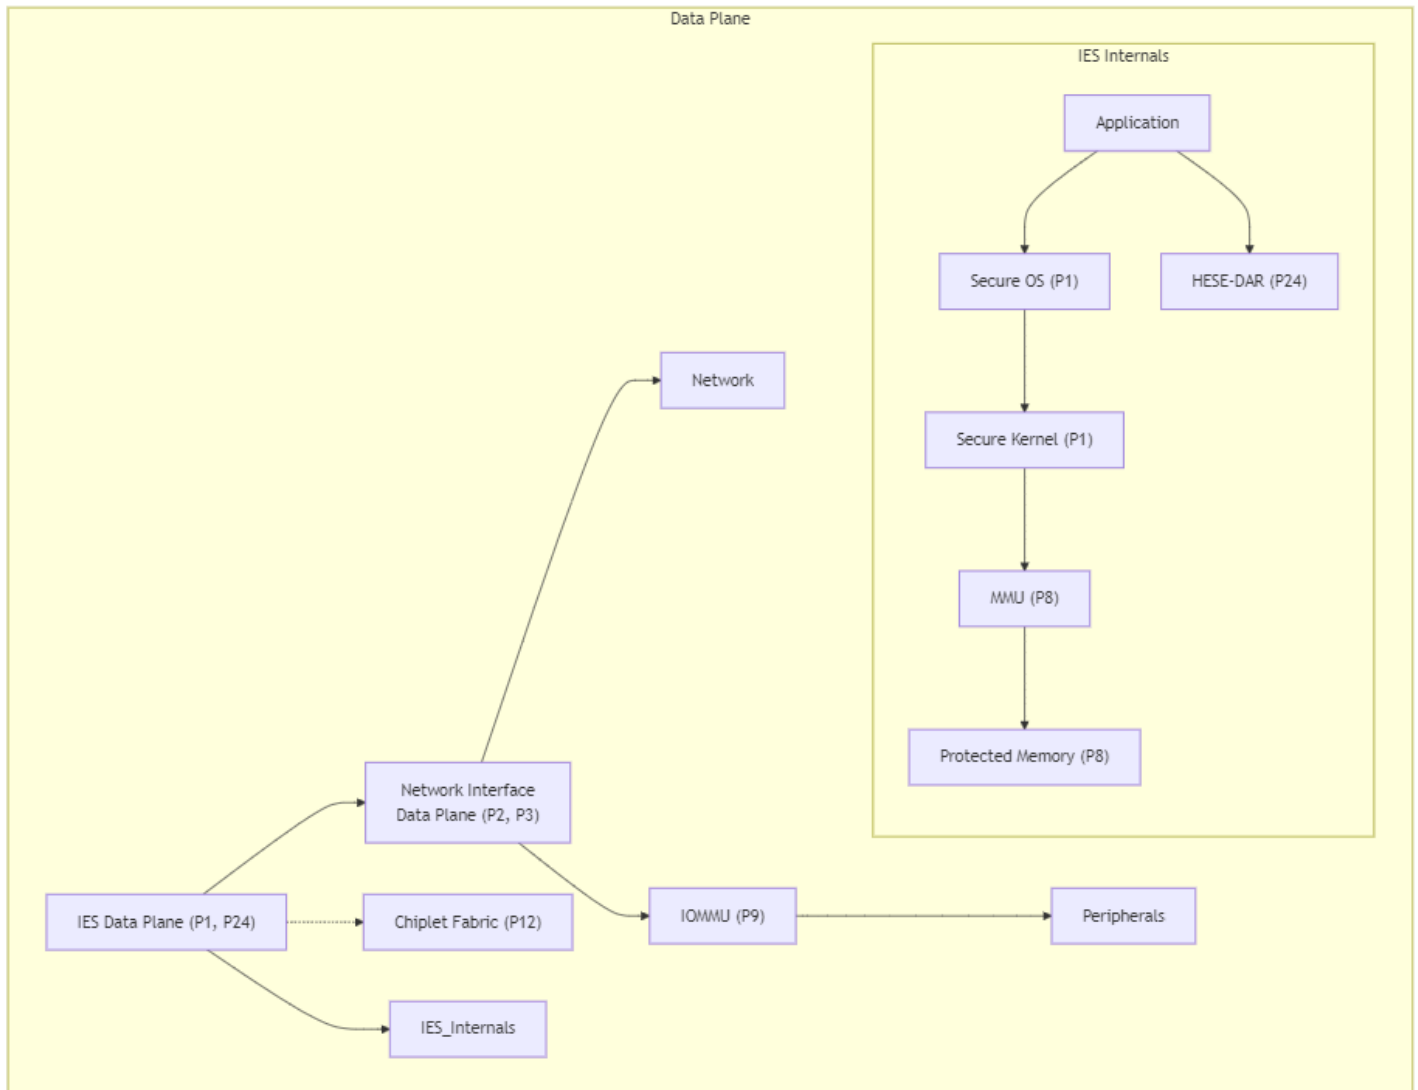 Data Plane
IES Internals
Application
Secure OS (P1)
HESE-DAR (P24)
Network
Secure Kernel (P1)
MMU (P8)
Protected Memory (P8)
Network Interface
Data Plane (P2, P3)
IES Data Plane (P1, P24)
Chiplet Fabric (P12)
IOMMU (P9)
Peripherals
IES_Internals